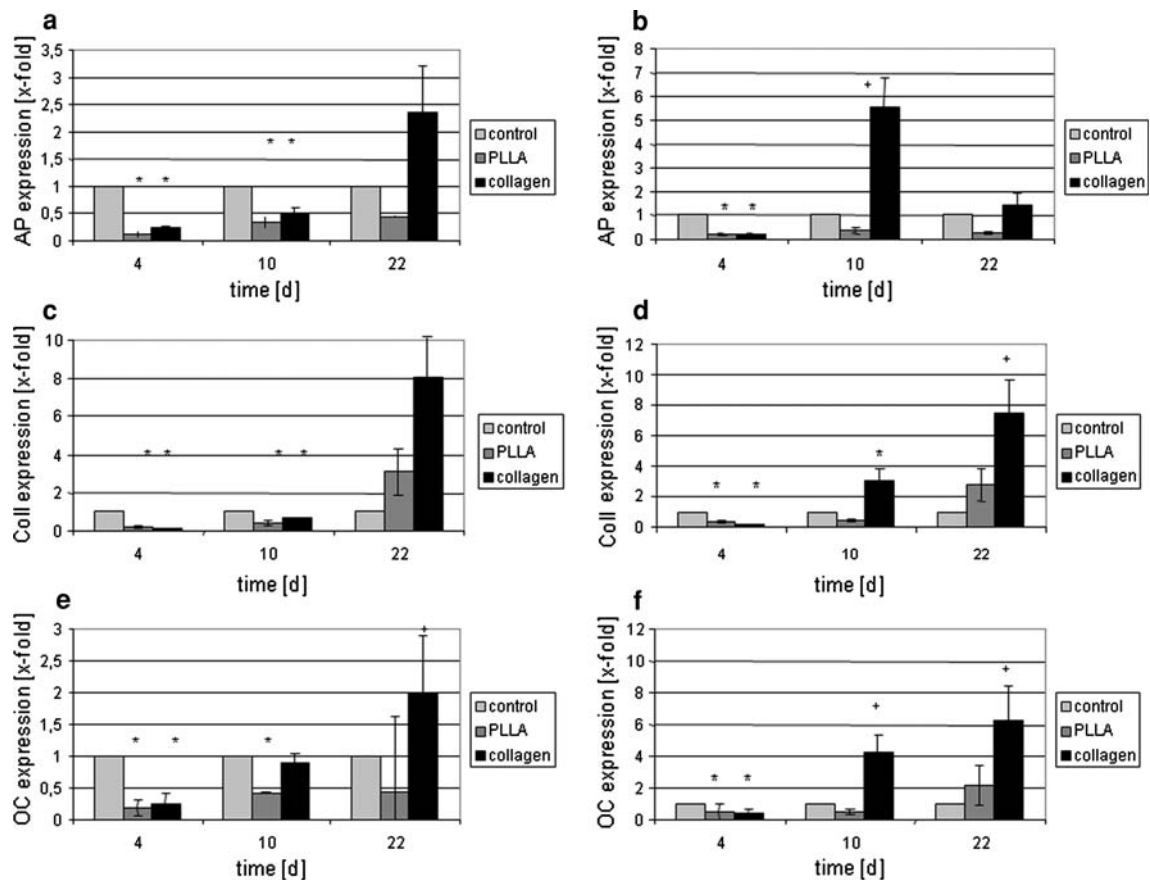 a
AP expression [x-fold]
3,5
3
2,5
2
1,5
1
0,5
0
* *
* *
4 10 22
time [d]
control
PLLA
collagen
b
AP expression [x-fold]
8
7
6
5
4
3
2
1
0
+
* *
4 10 22
time [d]
control
PLLA
collagen
c
Coll expression [x-fold]
10
8
6
4
2
0
* * * *
4 10 22
time [d]
control
PLLA
collagen
d
Coll expression [x-fold]
12
10
8
6
4
2
0
+
*
* *
4 10 22
time [d]
control
PLLA
collagen
e
OC expression [x-fold]
3
2,5
2
1,5
1
0,5
0
+
* * *
4 10 22
time [d]
control
PLLA
collagen
f
OC expression [x-fold]
12
10
8
6
4
2
0
+
+
* *
4 10 22
time [d]
control
PLLA
collagen